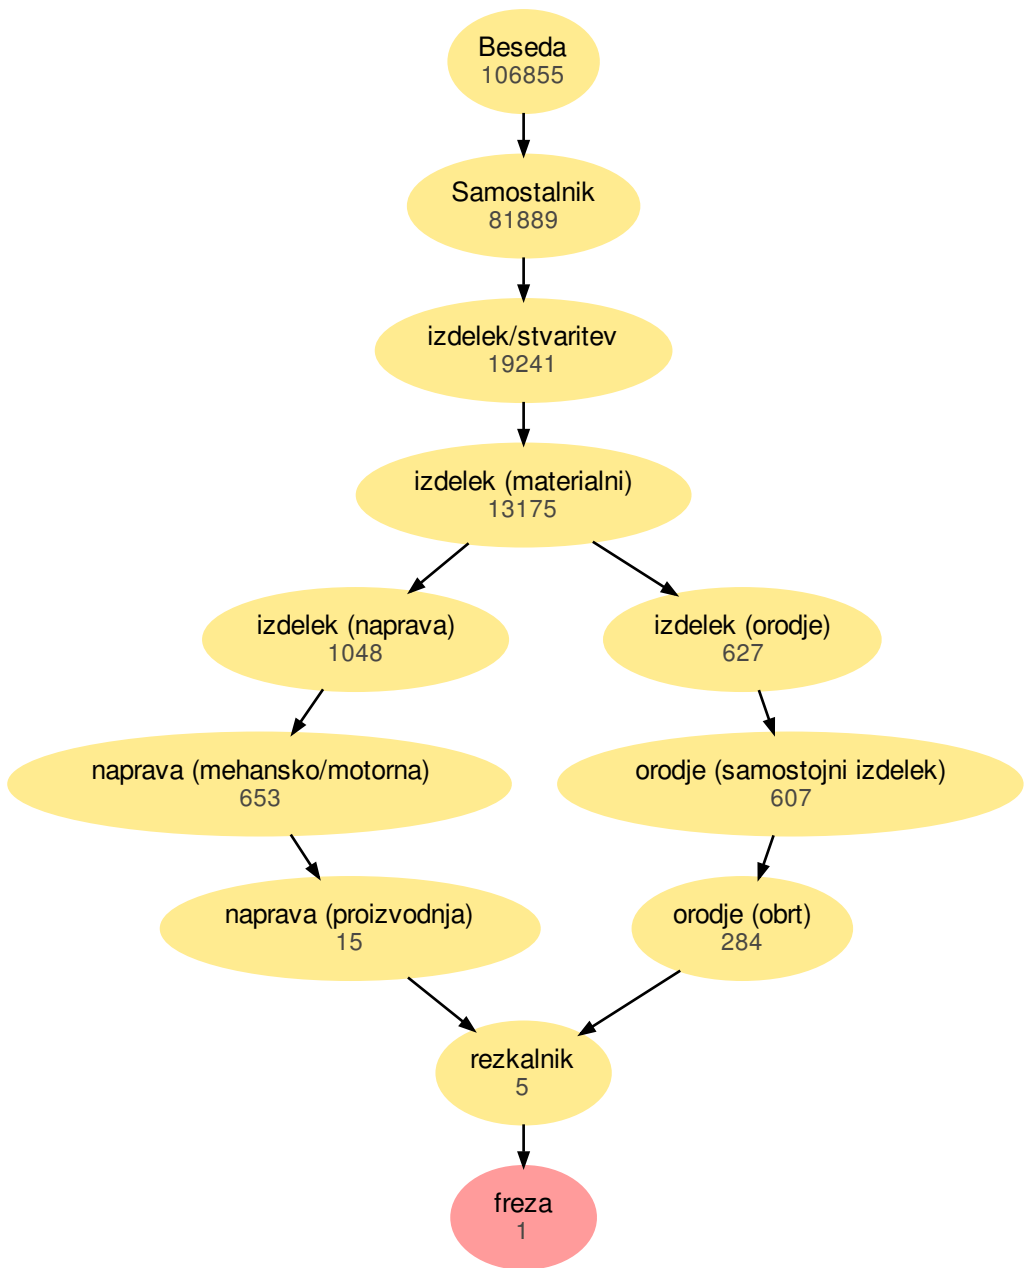 Beseda
106855
Samostalnik
81889
izdelek/stvaritev
19241
izdelek (materialni)
13175
izdelek (naprava)
1048
izdelek (orodje)
627
naprava (mehansko/motorna)
653
orodje (samostojni izdelek)
607
naprava (proizvodnja)
15
orodje (obrt)
284
rezkalnik
5
freza
1